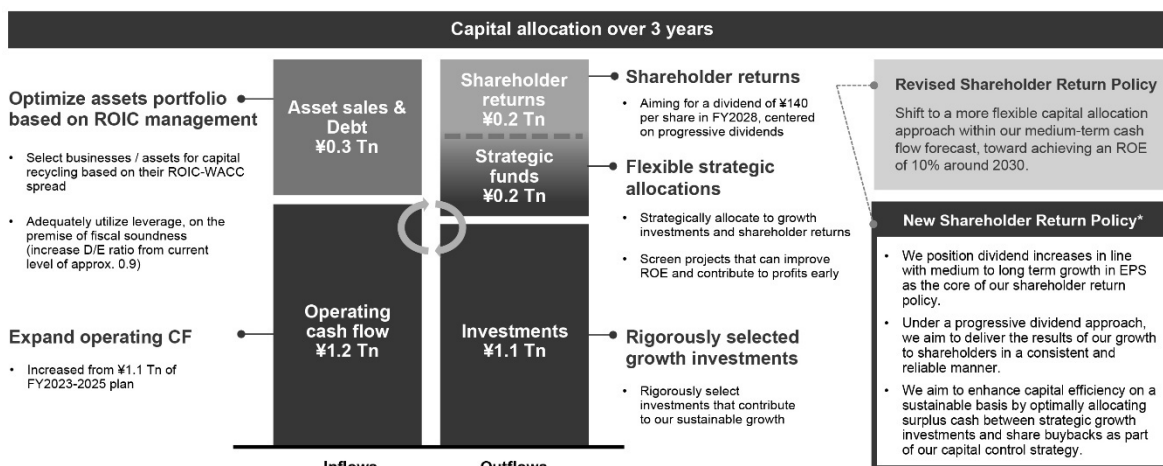 Capital allocation over 3 years
Optimize assets portfolio
based on ROIC management
• Select businesses / assets for capital
recycling based on their ROIC-WACC
spread
• Adequately utilize leverage, on the
premise of fiscal soundness
(increase D/E ratio from current
level of approx. 0.9)
Expand operating CF
• Increased from ¥1.1 Tn of
FY2023-2025 plan
Asset sales &
Debt
¥0.3 Tn
Operating
cash flow
¥1.2 Tn
Inflows
Shareholder
returns
¥0.2 Tn
Strategic
funds
¥0.2 Tn
Investments
¥1.1 Tn
Outflows
Shareholder returns
• Aiming for a dividend of ¥140
per share in FY2028, centered
on progressive dividends
Flexible strategic
allocations
• Strategically allocate to growth
investments and shareholder returns
• Screen projects that can improve
ROE and contribute to profits early
Rigorously selected
growth investments
• Rigorously select
investments that contribute
to our sustainable growth
Revised Shareholder Return Policy
Shift to a more flexible capital allocation
approach within our medium-term cash
flow forecast, toward achieving an ROE
of 10% around 2030.
New Shareholder Return Policy*
• We position dividend increases in line
with medium to long term growth in EPS
as the core of our shareholder return
policy.
• Under a progressive dividend approach,
we aim to deliver the results of our growth
to shareholders in a consistent and
reliable manner.
• We aim to enhance capital efficiency on a
sustainable basis by optimally allocating
surplus cash between strategic growth
investments and share buybacks as part
of our capital control strategy.